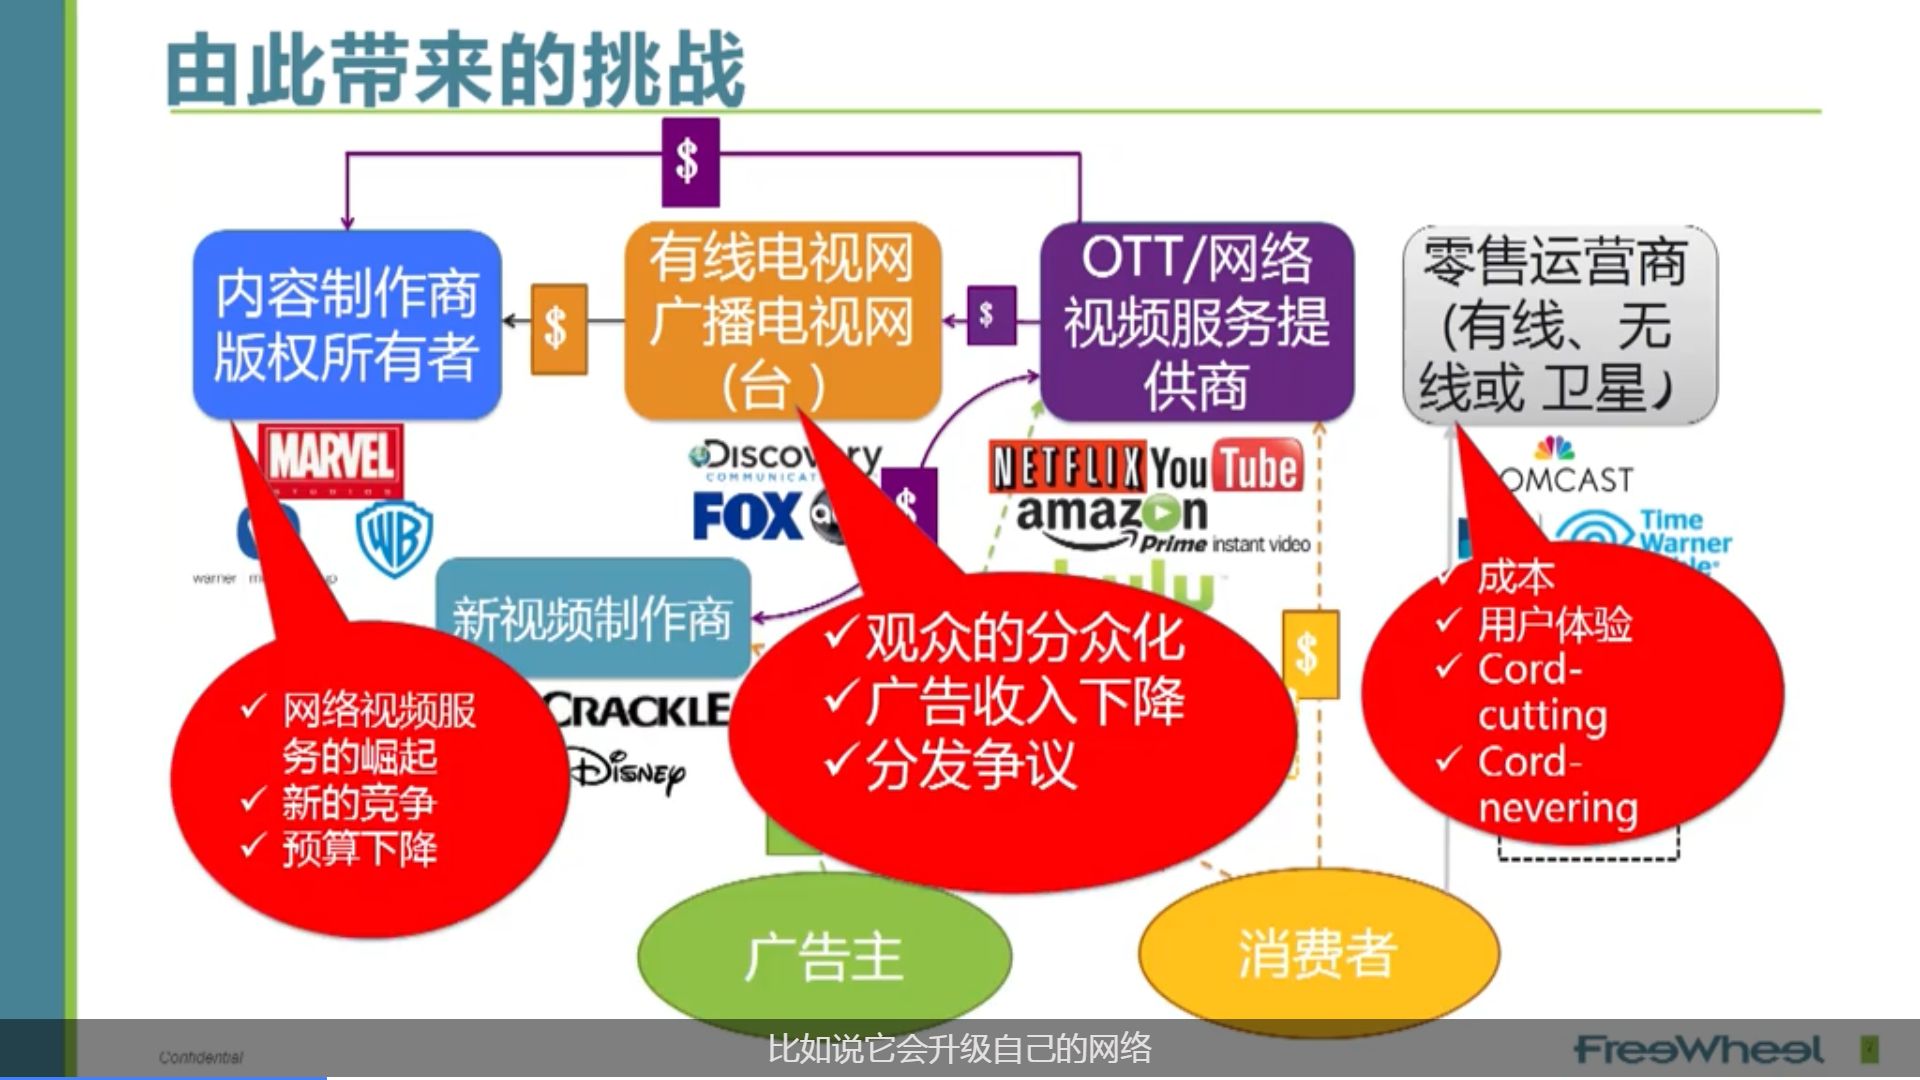 由此带来的挑战
$
内容制作商
版权所有者
$
有线电视网
广播电视网
(台 )
$
OTT/网络
视频服务提
供商
零售运营商
(有线、无
线或 卫星)
MARVEL
STUDIOS
WB
warner
Discovery
COMMUNICAT
FOX
$
NETFLIX
YouTube
amazon
Prime instant video
hulu
OMCAST
Time
Warner
新视频制作商
CRACKLE
DISNEY
✓ 网络视频服
务的崛起
✓ 新的竞争
✓ 预算下降
✓观众的分众化
✓广告收入下降
✓分发争议
$
✓ 成本
✓ 用户体验
✓ Cord-
cutting
✓ Cord-
nevering
广告主
消费者
比如说它会升级自己的网络
Confidential
FreeWheel